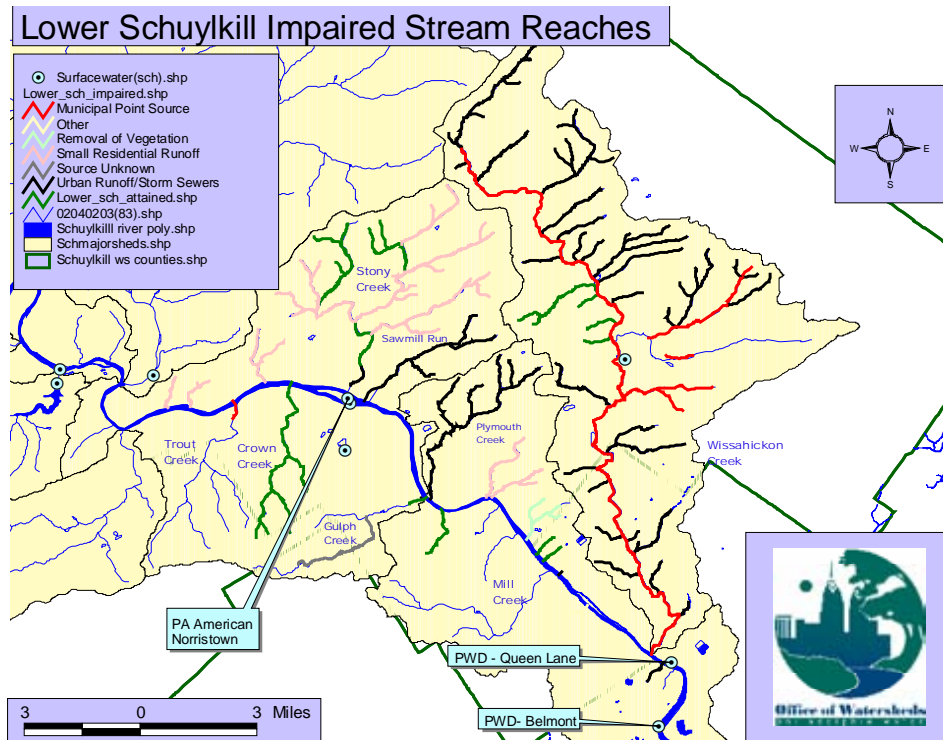 Lower Schuylkill Impaired Stream Reaches
Surfacewater(sch).shp
Lower_sch_impaired.shp
Municipal Point Source
Other
Removal of Vegetation
Small Residential Runoff
Source Unknown
Urban Runoff/Storm Sewers
Lower_sch_attained.shp
02040203(83).shp
Schuylkilll river poly.shp
Schmajorsheds.shp
Schuylkill ws counties.shp
N
W
E
S
Stony
Creek
Sawmill Run
Plymouth
Creek
Wissahickon
Creek
Trout
Creek
Crown
Creek
Gulph
Creek
Mill
Creek
PA American
Norristown
PWD - Queen Lane
PWD- Belmont
3
0
3
Miles
Office of Watersheds